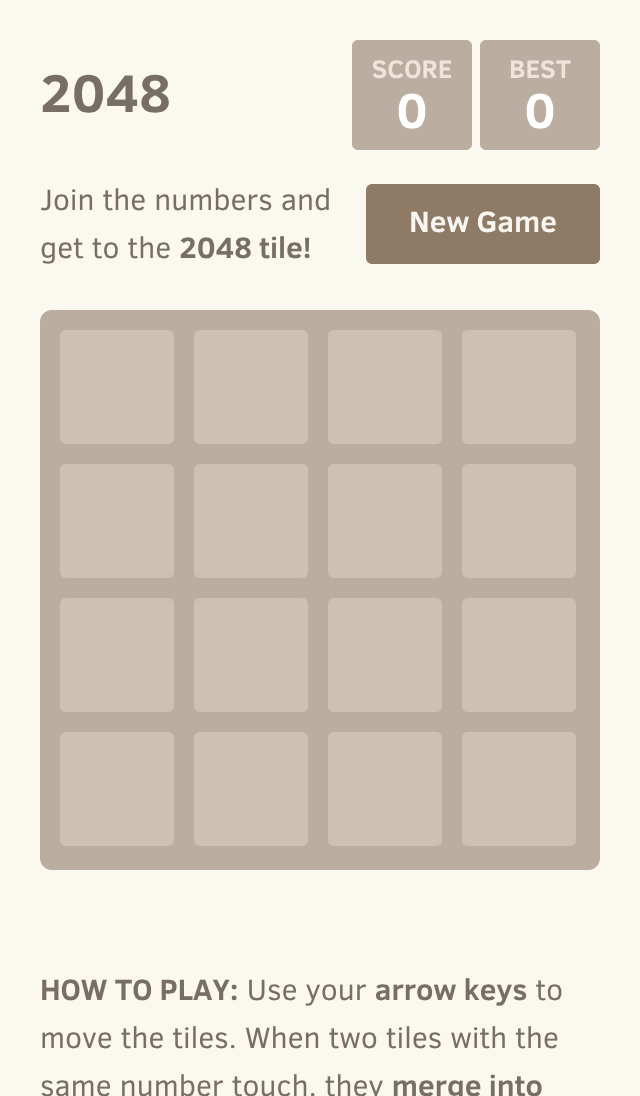 2048
SCORE
0
BEST
0
Join the numbers and
get to the 2048 tile!
New Game
HOW TO PLAY: Use your arrow keys to
move the tiles. When two tiles with the
same number touch, they merge into